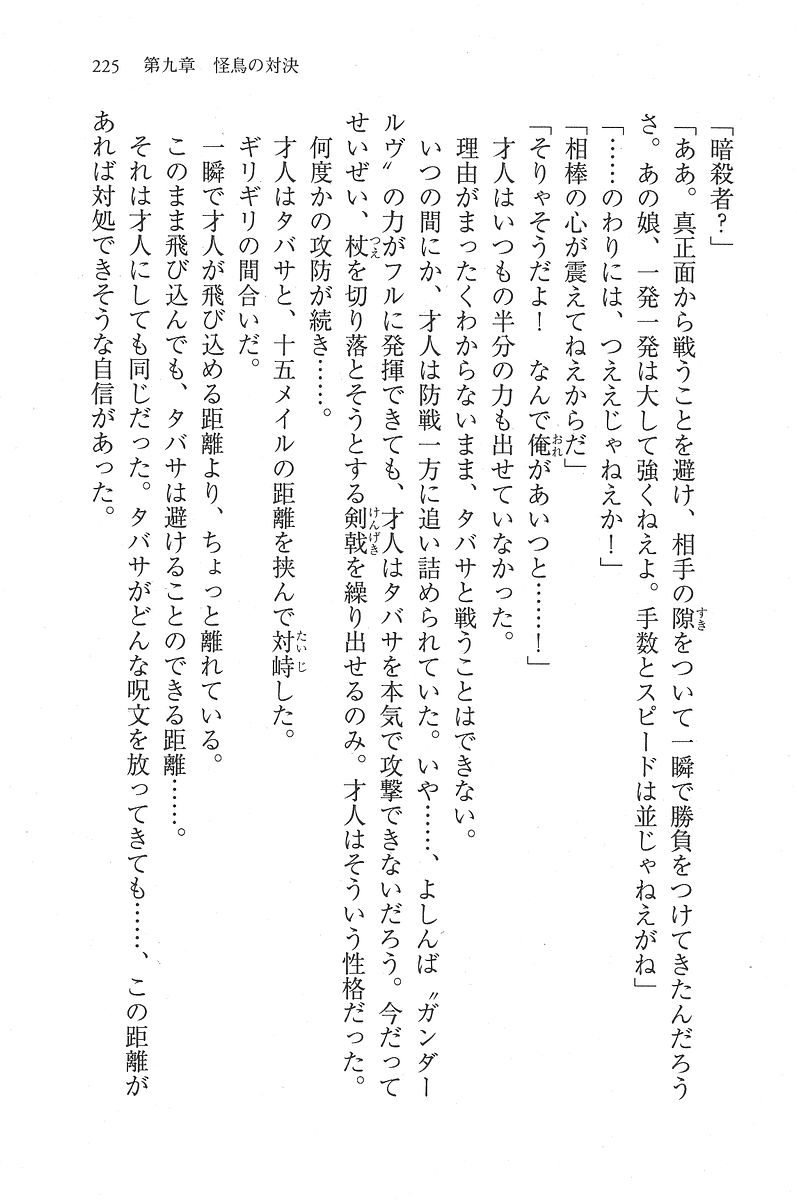 225　第九章　怪鳥の対決
「暗殺者？」
「ああ。真正面から戦うことを避け、相手の隙をついて一瞬で勝負をつけてきたんだろう
さ。あの娘、一発一発は大して強くねえよ。手数とスピードは並じゃねえがね」
「……のわりには、つええじゃねえか！」
「相棒の心が震えてねえからだ」
「そりゃそうだよ！　なんで俺があいつと……！」
才人はいつもの半分の力も出せていなかった。
理由がまったくわからないまま、タバサと戦うことはできない。
いつの間にか、才人は防戦一方に追い詰められていた。いや……、よしんば〝ガンダー
ルヴ〟の力がフルに発揮できても、才人はタバサを本気で攻撃できないだろう。今だって
せいぜい、杖を切り落とそうとする剣戟を繰り出せるのみ。才人はそういう性格だった。
何度かの攻防が続き……。
才人はタバサと、十五メイルの距離を挟んで対峙した。
ギリギリの間合いだ。
一瞬で才人が飛び込める距離より、ちょっと離れている。
このまま飛び込んでも、タバサは避けることのできる距離……。
それは才人にしても同じだった。タバサがどんな呪文を放ってきても……、この距離が
あれば対処できそうな自信があった。